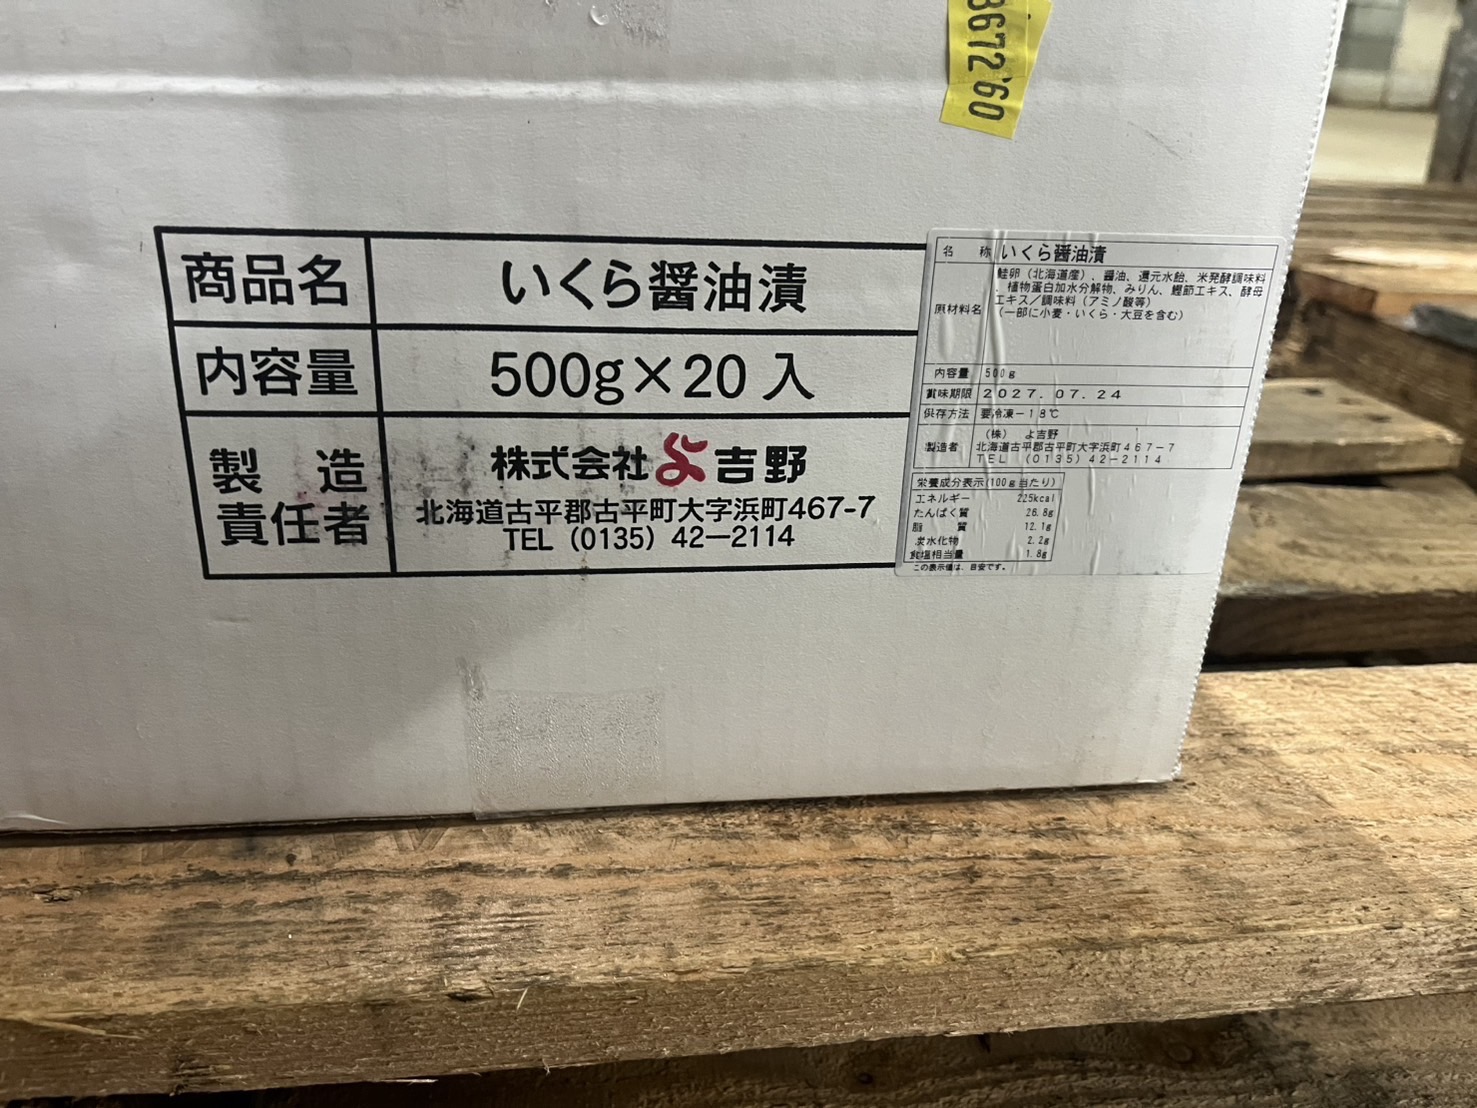 8672'60
商品名 いくら醤油漬
内容量 500g×20入
製造責任者 株式会社よ吉野
北海道古平郡古平町大字浜町467-7
TEL (0135) 42-2114
名称 いくら醤油漬
原材料名 鮭卵（北海道産）、醤油、還元水飴、米発酵調味料
、植物蛋白加水分解物、みりん、鰹節エキス、酵母
エキス／調味料（アミノ酸等）
（一部に小麦・いくら・大豆を含む）
内容量 500g
賞味期限 2027.07.24
保存方法 要冷凍-18℃
製造者 （株） よ吉野
北海道古平郡古平町大字浜町467-7
TEL (0135)42-2114
栄養成分表示(100g当たり)
エネルギー 225kcal
たんぱく質 26.8g
脂質 12.1g
炭水化物 2.2g
食塩相当量 1.8g
この表示値は、目安です。